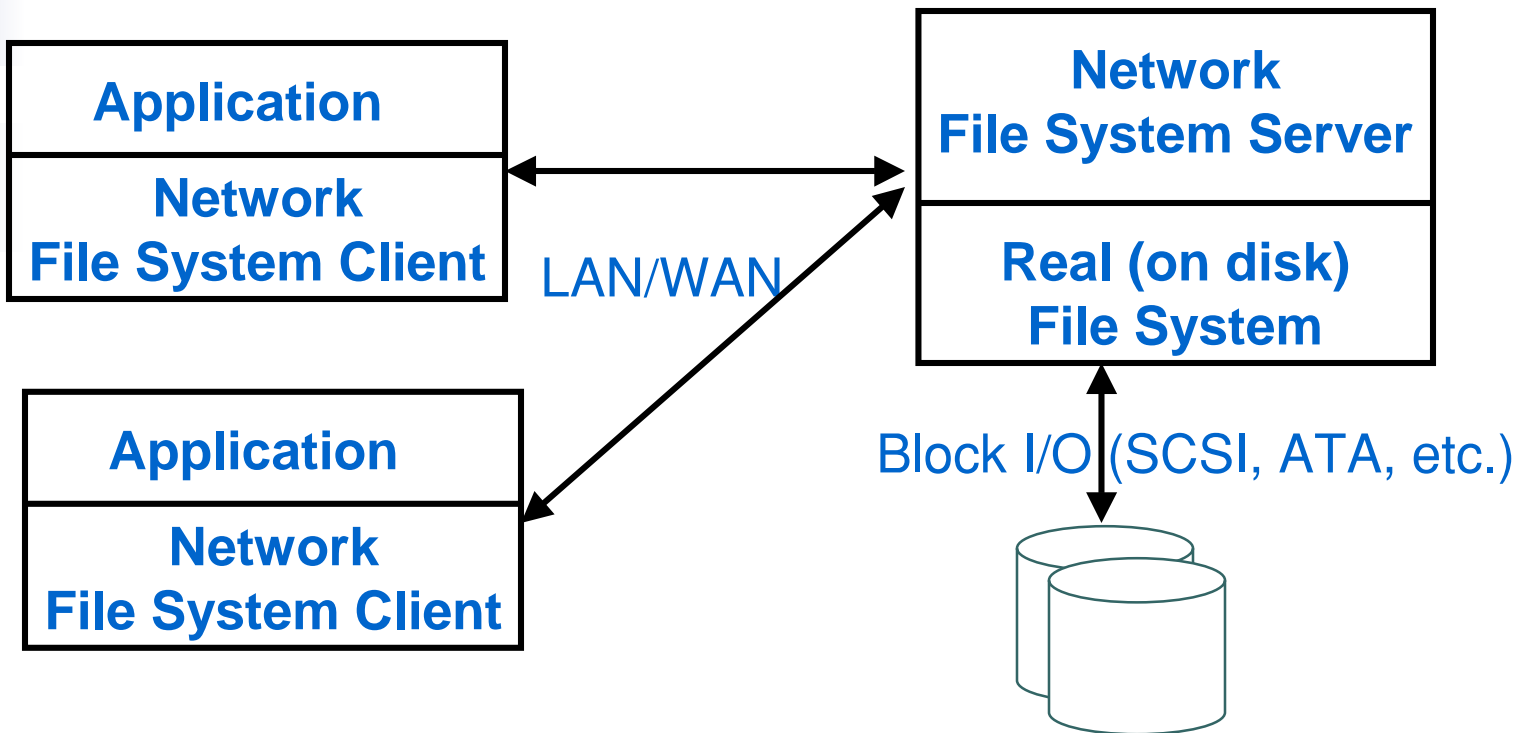 Application
Network
File System Client
LAN/WAN
Network
File System Server
Real (on disk)
File System
Block I/O (SCSI, ATA, etc.)
Application
Network
File System Client